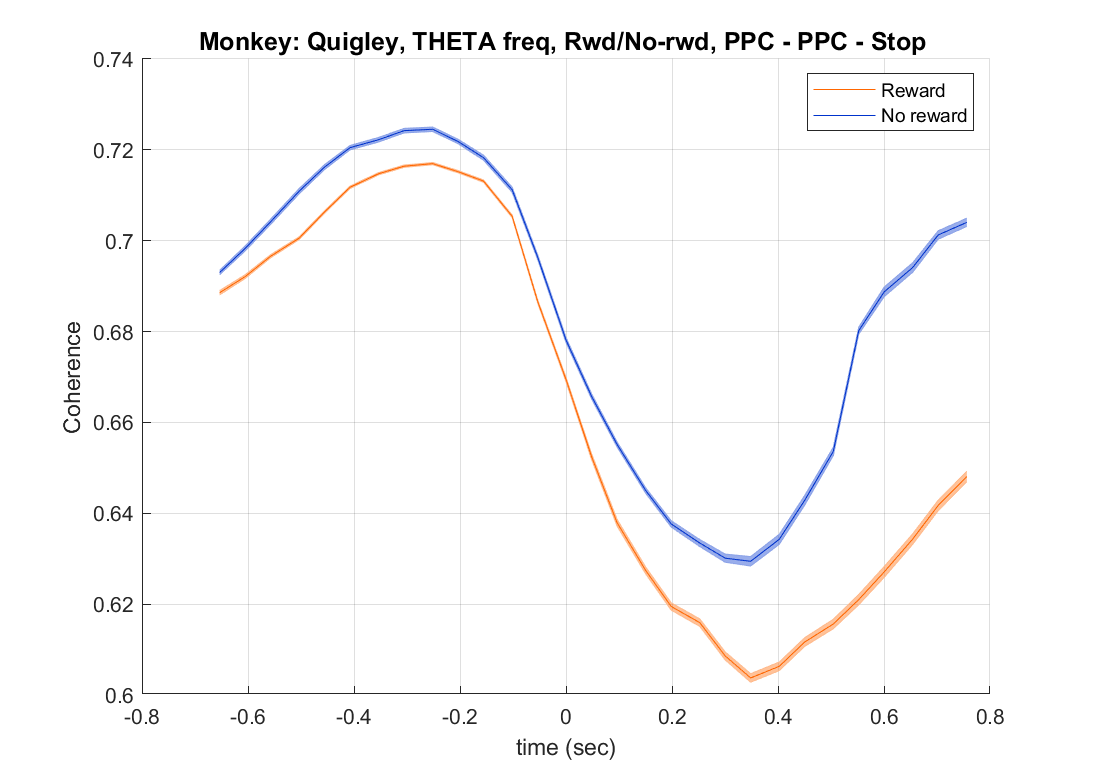 Monkey: Quigley, THETA freq, Rwd/No-rwd, PPC - PPC - Stop
Reward
No reward
0.74
0.72
0.7
0.68
0.66
0.64
0.62
0.6
Coherence
-0.8 -0.6 -0.4 -0.2 0 0.2 0.4 0.6 0.8
time (sec)